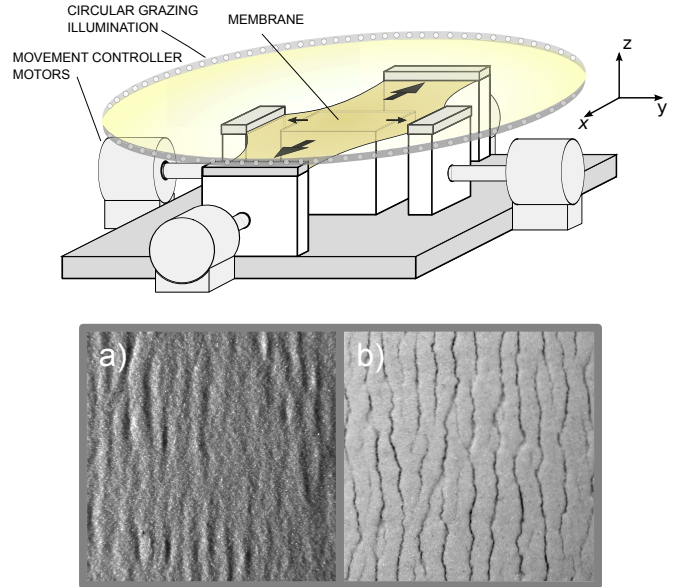 CIRCULAR GRAZING
ILLUMINATION
MEMBRANE
MOVEMENT CONTROLLER
MOTORS
z
y
x
a)
b)